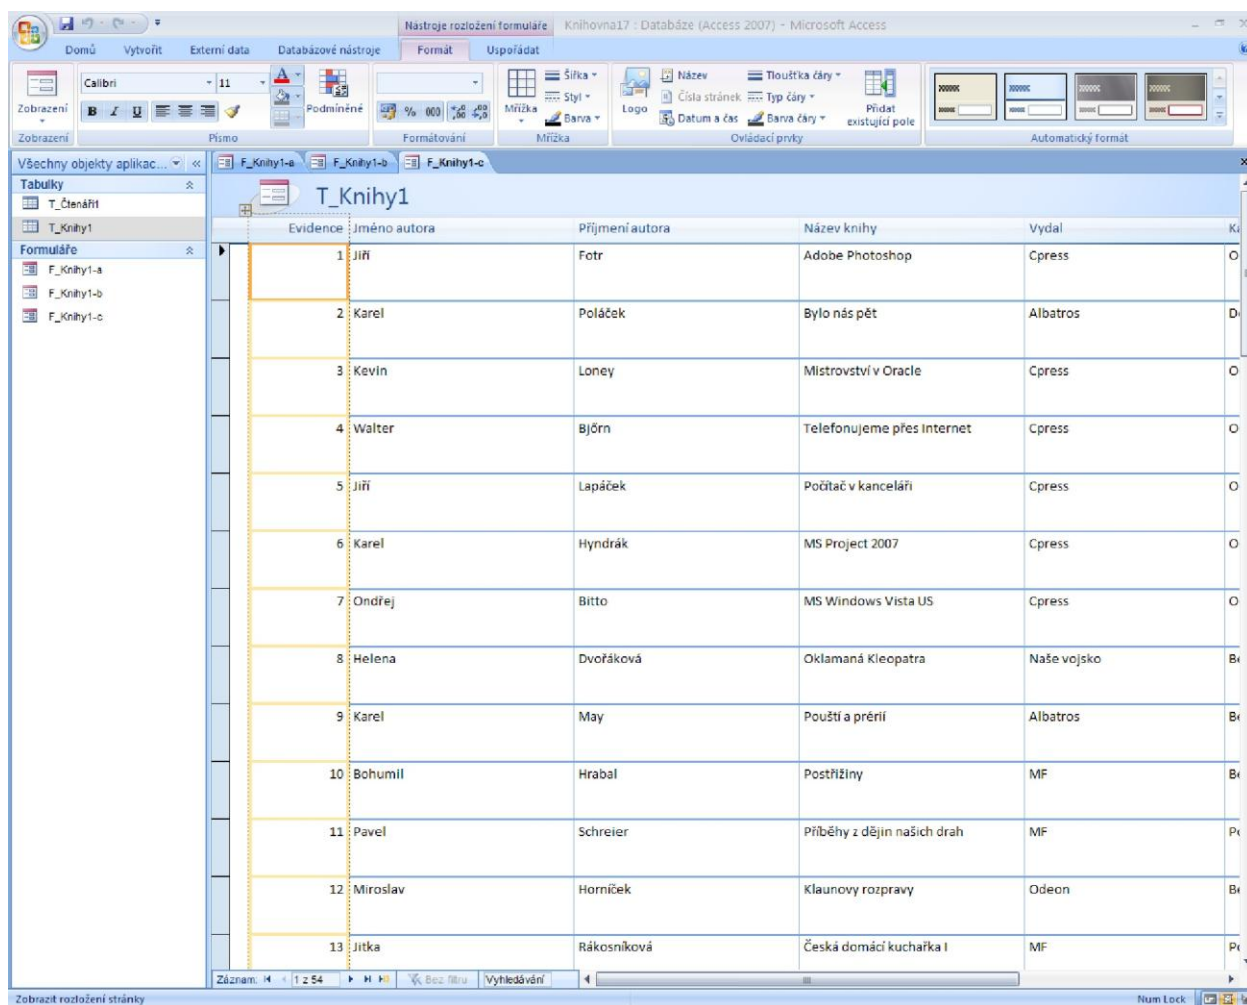 Nástroje rozložení formuláře Knihovna17 : Databáze (Access 2007) - Microsoft Access
Domů Vytvořit Externí data Databázové nástroje Formát Uspořádat
Calibri 11 Podmíněné Šířka Název Tloušťka čáry
Styl Čísla stránek Typ čáry
Zobrazení B I U % 000 Mřížka Barva Logo Datum a čas Barva čáry Přidat existující pole
Zobrazení Písmo Formátování Mřížka Ovládací prvky Automatický formát
Všechny objekty aplikac... F_Knihy1-a F_Knihy1-b F_Knihy1-c
Tabulky
T_Čtenáři1
T_Knihy1
Formuláře
F_Knihy1-a
F_Knihy1-b
F_Knihy1-c
T_Knihy1
Evidence Jméno autora Příjmení autora Název knihy Vydal
1 Jiří Fotr Adobe Photoshop Cpress
2 Karel Poláček Bylo nás pět Albatros
3 Kevin Loney Mistrovství v Oracle Cpress
4 Walter Bjőrn Telefonujeme přes Internet Cpress
5 Jiří Lapáček Počítač v kanceláři Cpress
6 Karel Hyndrák MS Project 2007 Cpress
7 Ondřej Bitto MS Windows Vista US Cpress
8 Helena Dvořáková Oklamaná Kleopatra Naše vojsko
9 Karel May Pouští a prérií Albatros
10 Bohumil Hrabal Postřižiny MF
11 Pavel Schreier Příběhy z dějin našich drah MF
12 Miroslav Horníček Klaunovy rozpravy Odeon
13 Jitka Rákosníková Česká domácí kuchařka I MF
Záznam: 1 z 54 Bez filtru Vyhledávání
Zobrazit rozložení stránky Num Lock